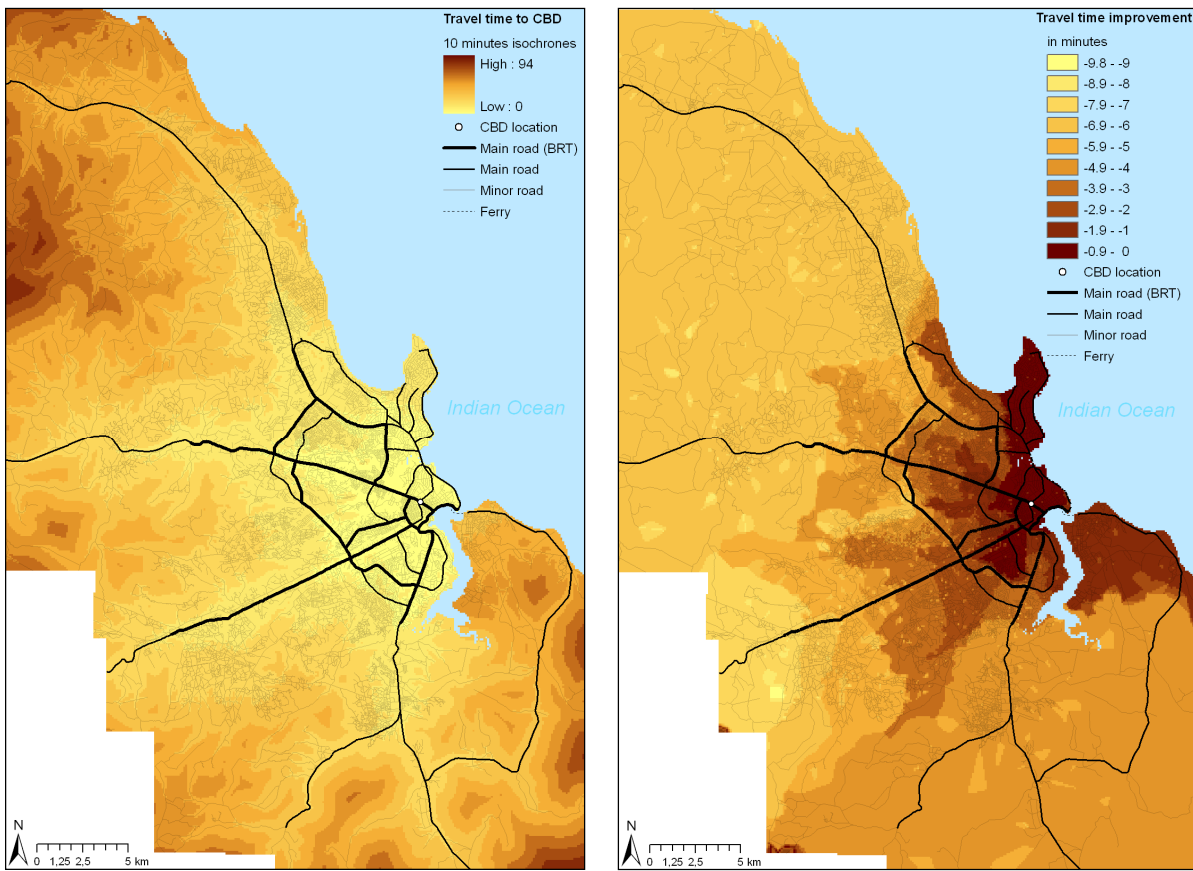 Travel time to CBD
10 minutes isochrones
High : 94
Low : 0
CBD location
Main road (BRT)
Main road
Minor road
Ferry
Indian Ocean
N
0 1,25 2,5 5 km
Travel time improvement
in minutes
-9.8 - -9
-8.9 - -8
-7.9 - -7
-6.9 - -6
-5.9 - -5
-4.9 - -4
-3.9 - -3
-2.9 - -2
-1.9 - -1
-0.9 - 0
CBD location
Main road (BRT)
Main road
Minor road
Ferry
Indian Ocean
N
0 1,25 2,5 5 km